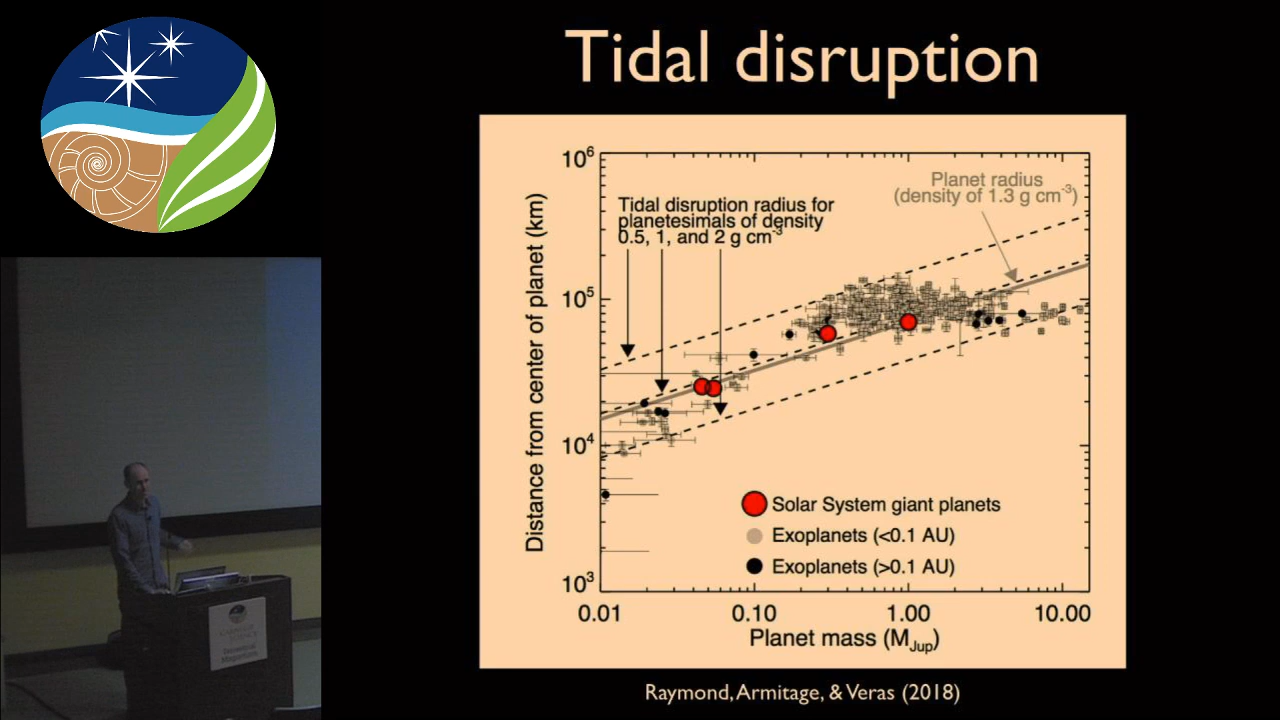 Tidal disruption
10⁶
10⁵
10⁴
10³
Distance from center of planet (km)
Tidal disruption radius for
planetesimals of density
0.5, 1, and 2 g cm⁻³
Planet radius
(density of 1.3 g cm⁻³)
Solar System giant planets
Exoplanets (<0.1 AU)
Exoplanets (>0.1 AU)
0.01 0.10 1.00 10.00
Planet mass (M_Jup)
Raymond, Armitage, & Veras (2018)